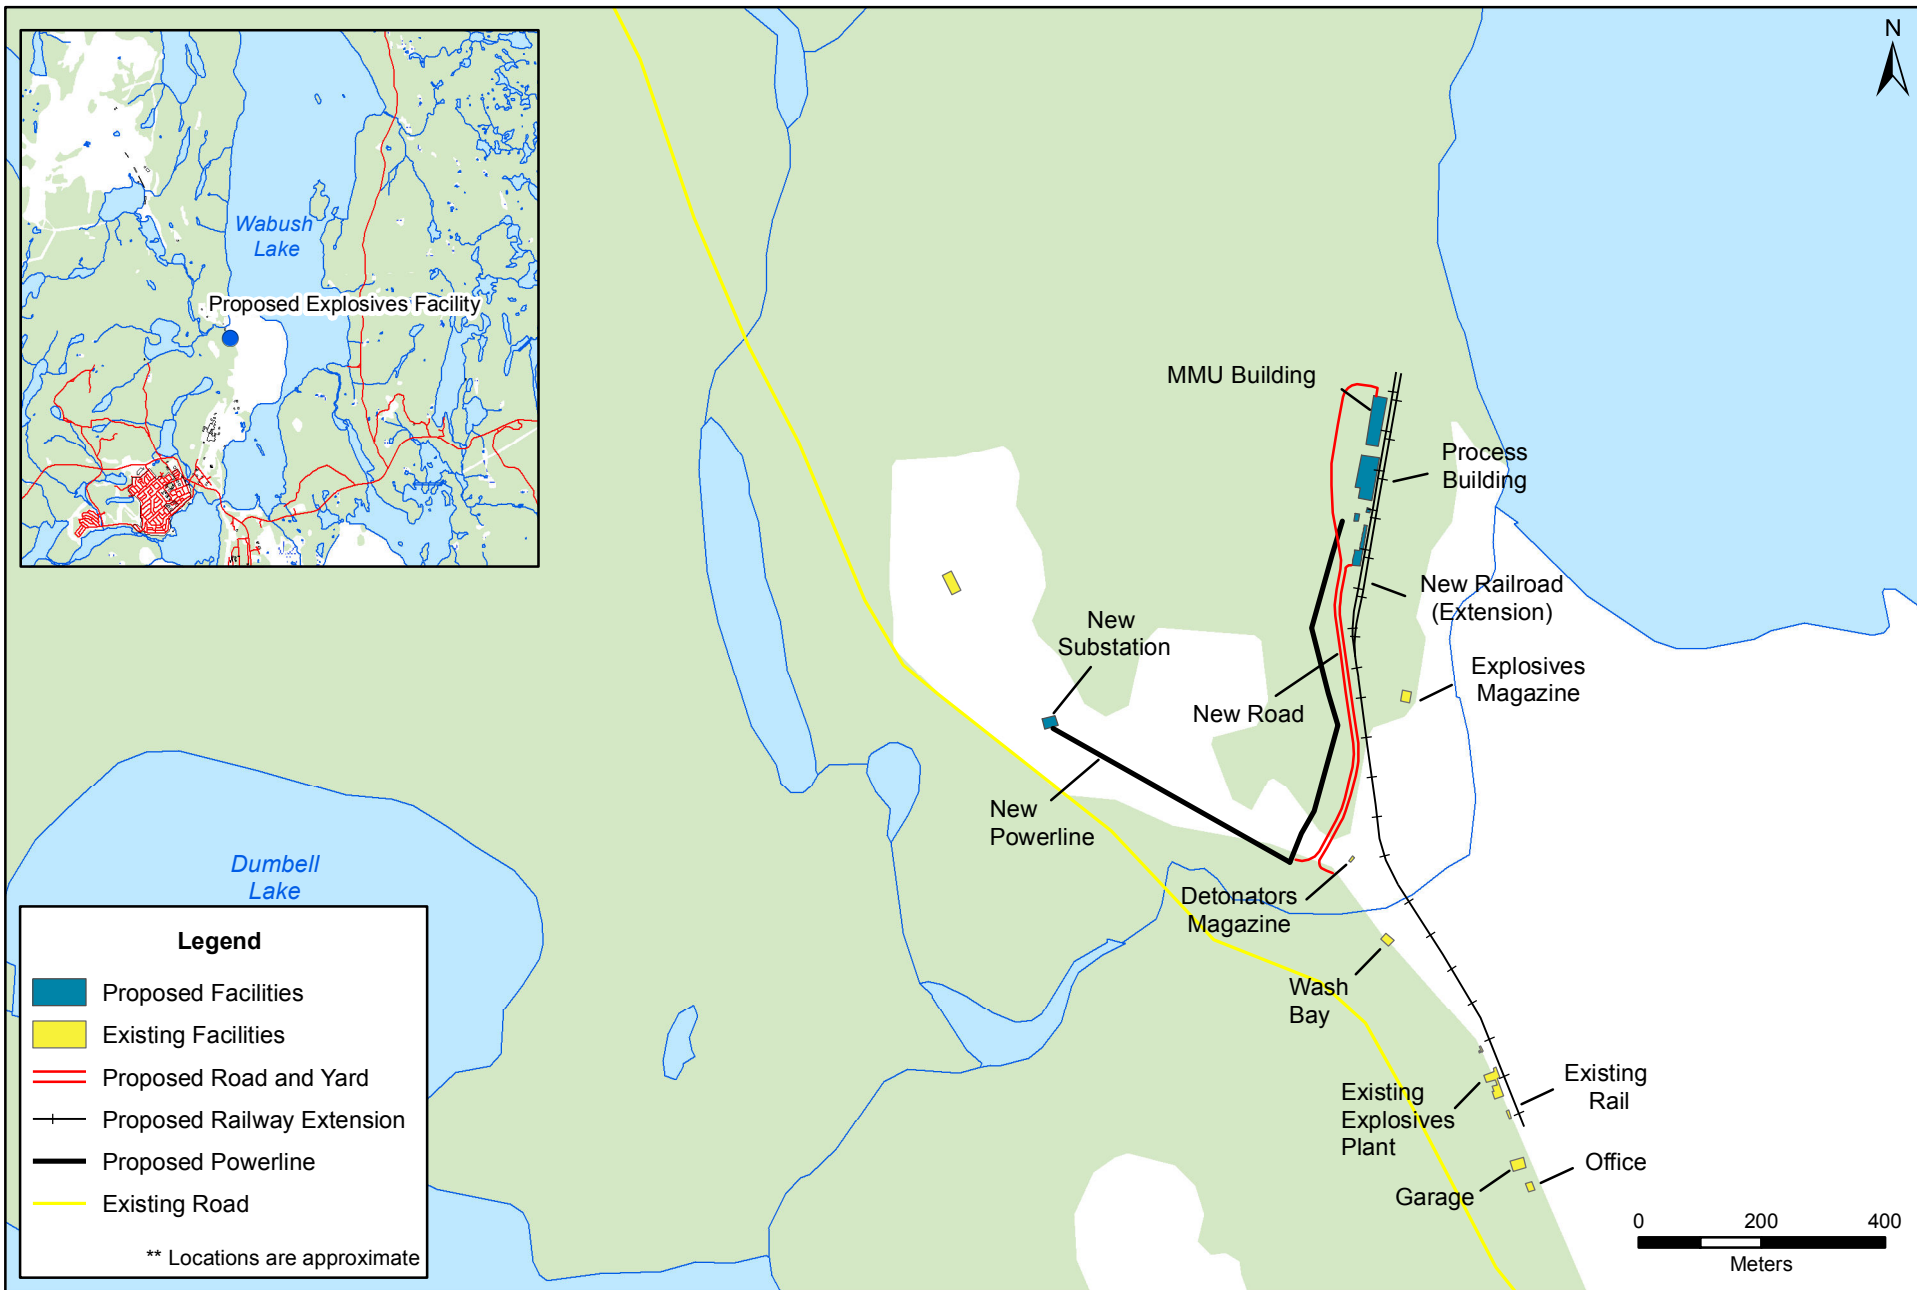 N
Wabush
Lake
Proposed Explosives Facility
MMU Building
Process
Building
New Railroad
(Extension)
New
Substation
Explosives
Magazine
New Road
New
Powerline
Dumbell
Lake
Detonators
Magazine
Wash
Bay
Existing
Explosives
Plant
Existing
Rail
Office
Garage
Legend
Proposed Facilities
Existing Facilities
Proposed Road and Yard
Proposed Railway Extension
Proposed Powerline
Existing Road
** Locations are approximate
0 200 400
Meters